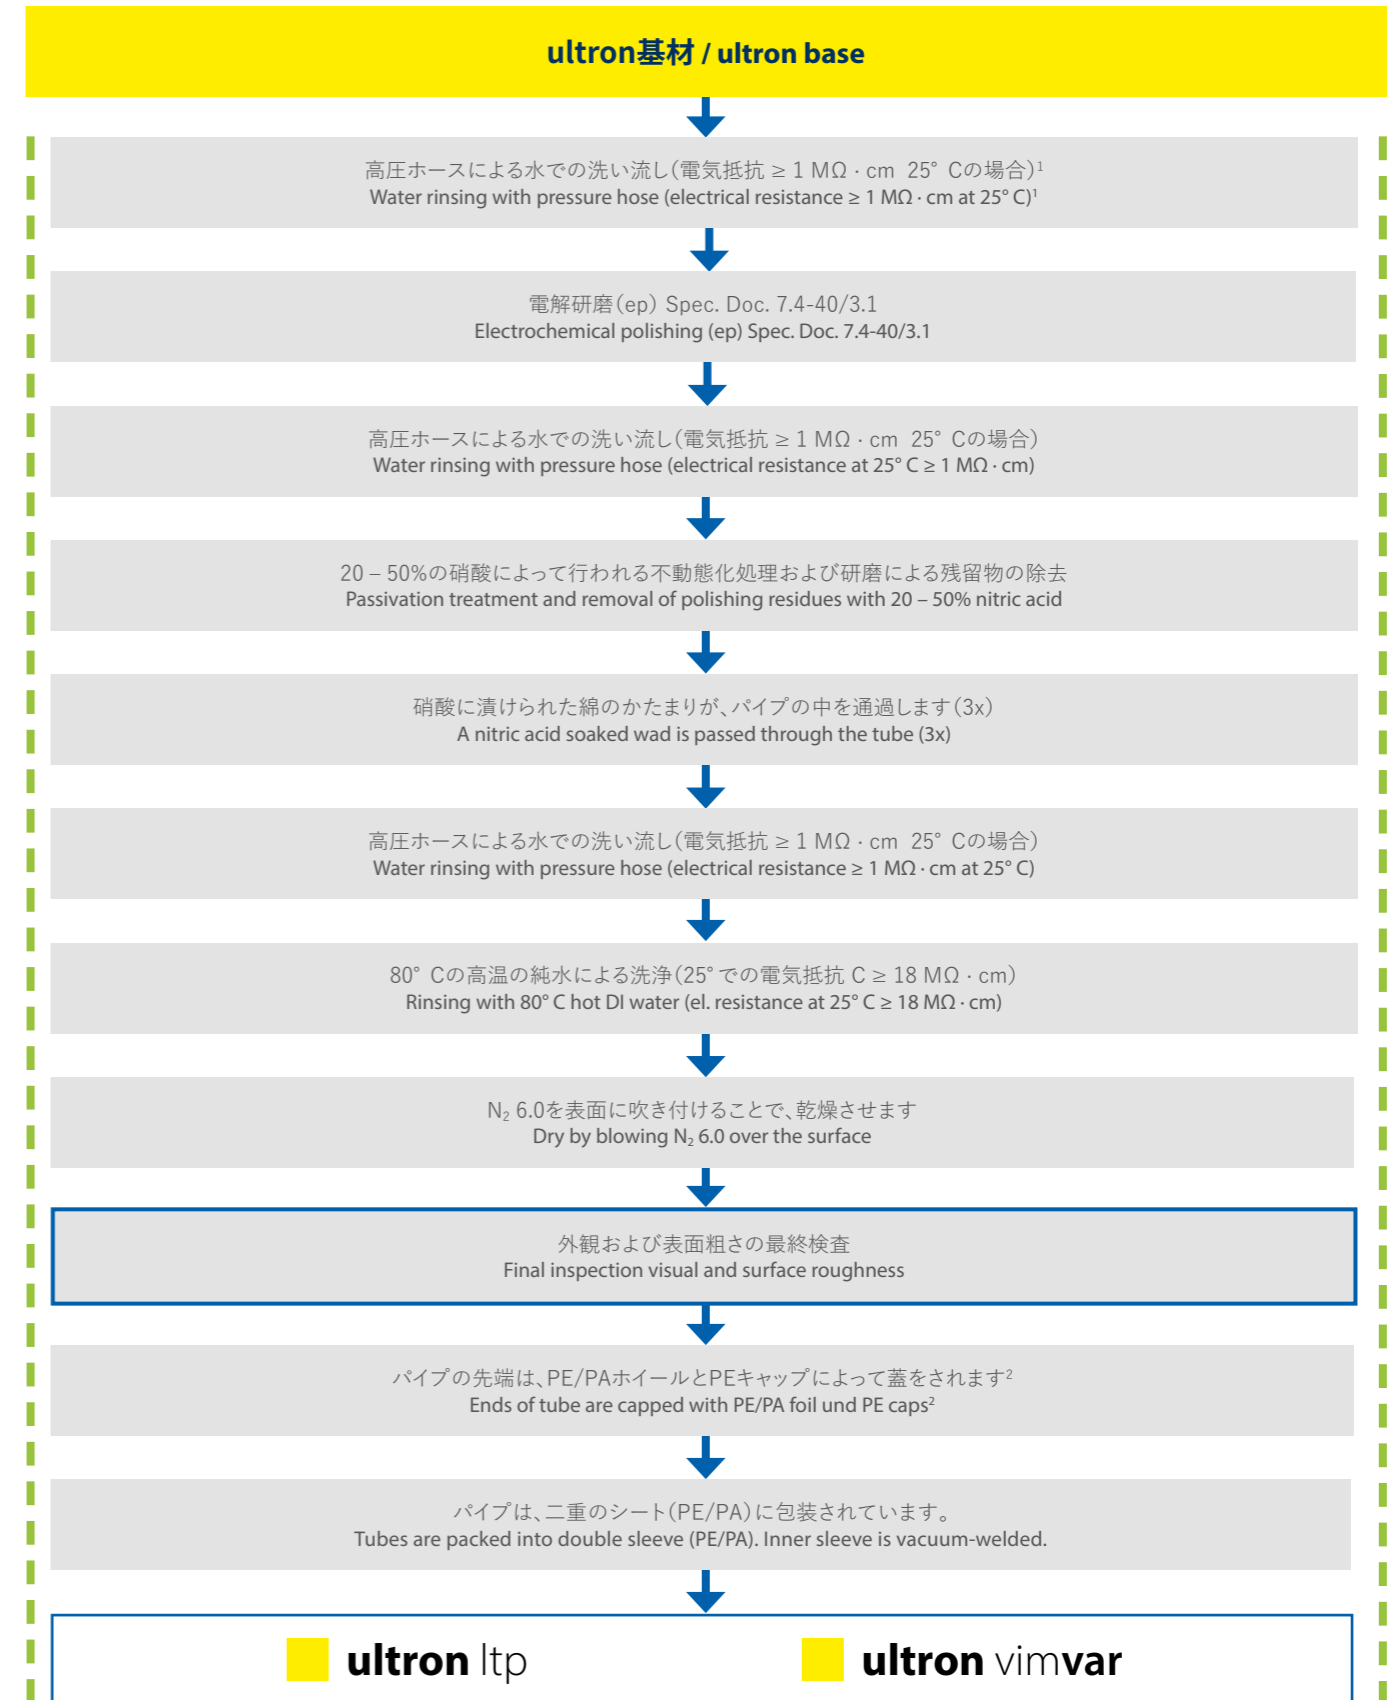 ultron基材 / ultron base
高圧ホースによる水での洗い流し(電気抵抗 ≥ 1 MΩ · cm 25° Cの場合)¹
Water rinsing with pressure hose (electrical resistance ≥ 1 MΩ · cm at 25° C)¹
電解研磨(ep) Spec. Doc. 7.4-40/3.1
Electrochemical polishing (ep) Spec. Doc. 7.4-40/3.1
高圧ホースによる水での洗い流し(電気抵抗 ≥ 1 MΩ · cm 25° Cの場合)
Water rinsing with pressure hose (electrical resistance at 25° C ≥ 1 MΩ · cm)
20 – 50%の硝酸によって行われる不動態化処理および研磨による残留物の除去
Passivation treatment and removal of polishing residues with 20 – 50% nitric acid
硝酸に漬けられた綿のかたまりが、パイプの中を通過します(3x)
A nitric acid soaked wad is passed through the tube (3x)
高圧ホースによる水での洗い流し(電気抵抗 ≥ 1 MΩ · cm 25° Cの場合)
Water rinsing with pressure hose (electrical resistance ≥ 1 MΩ · cm at 25° C)
80° Cの高温の純水による洗浄(25° での電気抵抗 C ≥ 18 MΩ · cm)
Rinsing with 80° C hot DI water (el. resistance at 25° C ≥ 18 MΩ · cm)
N₂ 6.0を表面に吹き付けることで、乾燥させます
Dry by blowing N₂ 6.0 over the surface
外観および表面粗さの最終検査
Final inspection visual and surface roughness
パイプの先端は、PE/PAホイールとPEキャップによって蓋をされます²
Ends of tube are capped with PE/PA foil und PE caps²
パイプは、二重のシート(PE/PA)に包装されています。
Tubes are packed into double sleeve (PE/PA). Inner sleeve is vacuum-welded.
ultron ltp
ultron vimvar